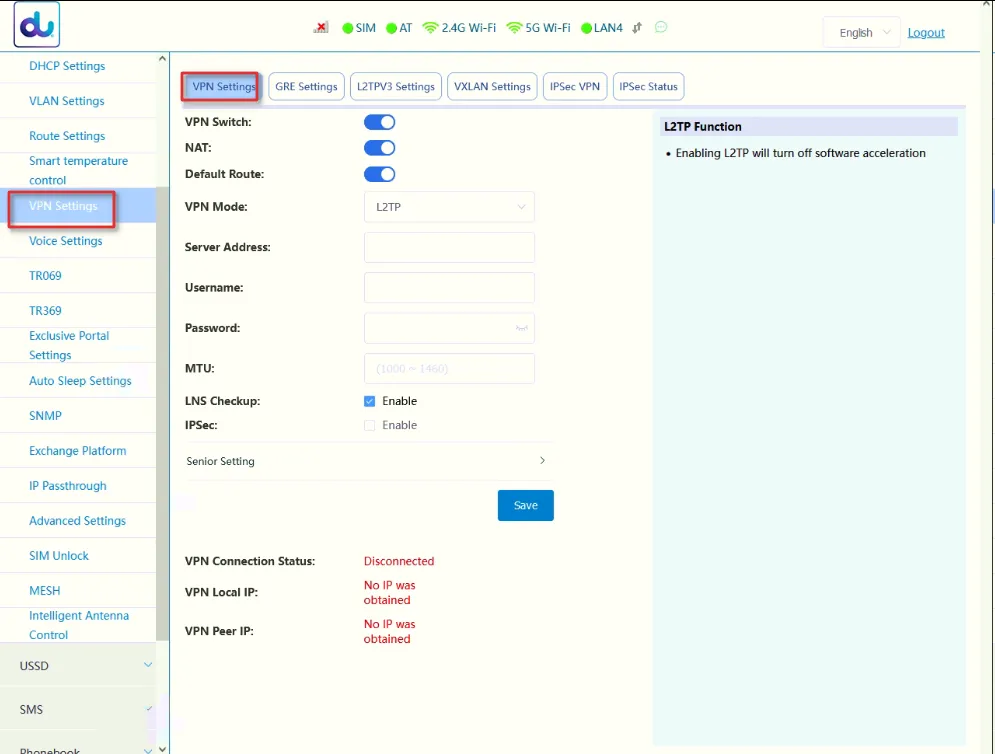 du
SIM
AT
2.4G Wi-Fi
5G Wi-Fi
LAN4
English
Logout
DHCP Settings
VLAN Settings
Route Settings
Smart temperature
control
VPN Settings
Voice Settings
TR069
TR369
Exclusive Portal
Settings
Auto Sleep Settings
SNMP
Exchange Platform
IP Passthrough
Advanced Settings
SIM Unlock
MESH
Intelligent Antenna
Control
USSD
SMS
Phonebook
VPN Settings
GRE Settings
L2TPV3 Settings
VXLAN Settings
IPSec VPN
IPSec Status
VPN Switch:
NAT:
Default Route:
VPN Mode:
L2TP
Server Address:
Username:
Password:
MTU:
(1000 ~ 1460)
LNS Checkup:
Enable
IPSec:
Enable
Senior Setting
Save
VPN Connection Status:
Disconnected
VPN Local IP:
No IP was
obtained
VPN Peer IP:
No IP was
obtained
L2TP Function
• Enabling L2TP will turn off software acceleration